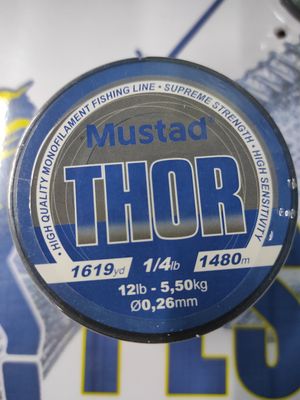 · HIGH QUALITY MONOFILAMENT FISHING LINE · SUPREME STRENGTH · HIGH SENSITIVITY
Mustad
THOR
1619yd 1/4lb 1480m
12lb - 5,50kg
Ø0,26mm